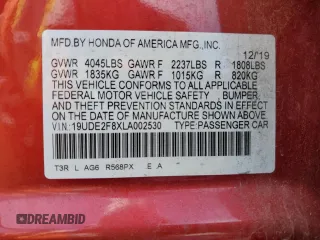 MFD.BY HONDA OF AMERICA MFG.,INC.
12/19
GVWR 4045LBS GAWR F 2237LBS R 1808LBS
GVWR 1835KG GAWR F 1015KG R 820KG
THIS VEHICLE CONFORMS TO ALL APPLICABLE
FEDERAL MOTOR VEHICLE SAFETY, BUMPER,
AND THEFT PREVENTION STANDARDS IN EFFECT
ON THE DATE OF MANUFACTURE SHOWN ABOVE.
VIN:19UDE2F8XLA002530 TYPE:PASSENGER CAR
T3R L AG6 R568PX E A
© DREAMBID
DREAMBID.com